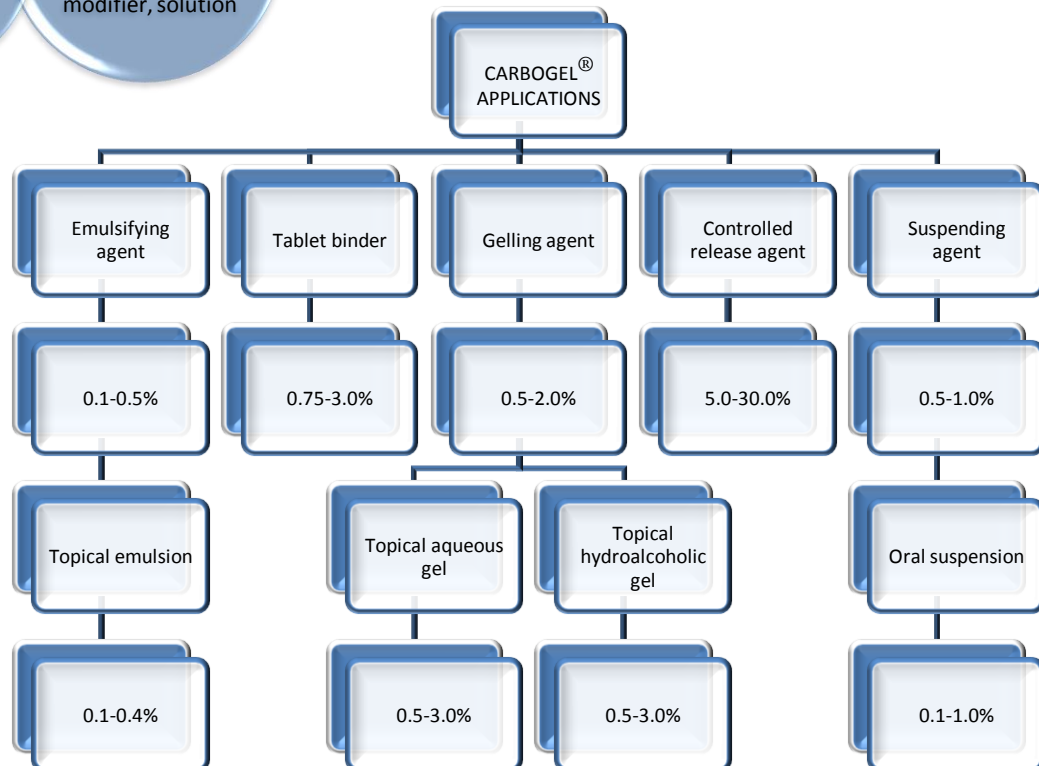 modifier, solution
CARBOGEL®
APPLICATIONS
Emulsifying
agent
Tablet binder
Gelling agent
Controlled
release agent
Suspending
agent
0.1-0.5%
0.75-3.0%
0.5-2.0%
5.0-30.0%
0.5-1.0%
Topical emulsion
Topical aqueous
gel
Topical
hydroalcoholic
gel
Oral suspension
0.1-0.4%
0.5-3.0%
0.5-3.0%
0.1-1.0%